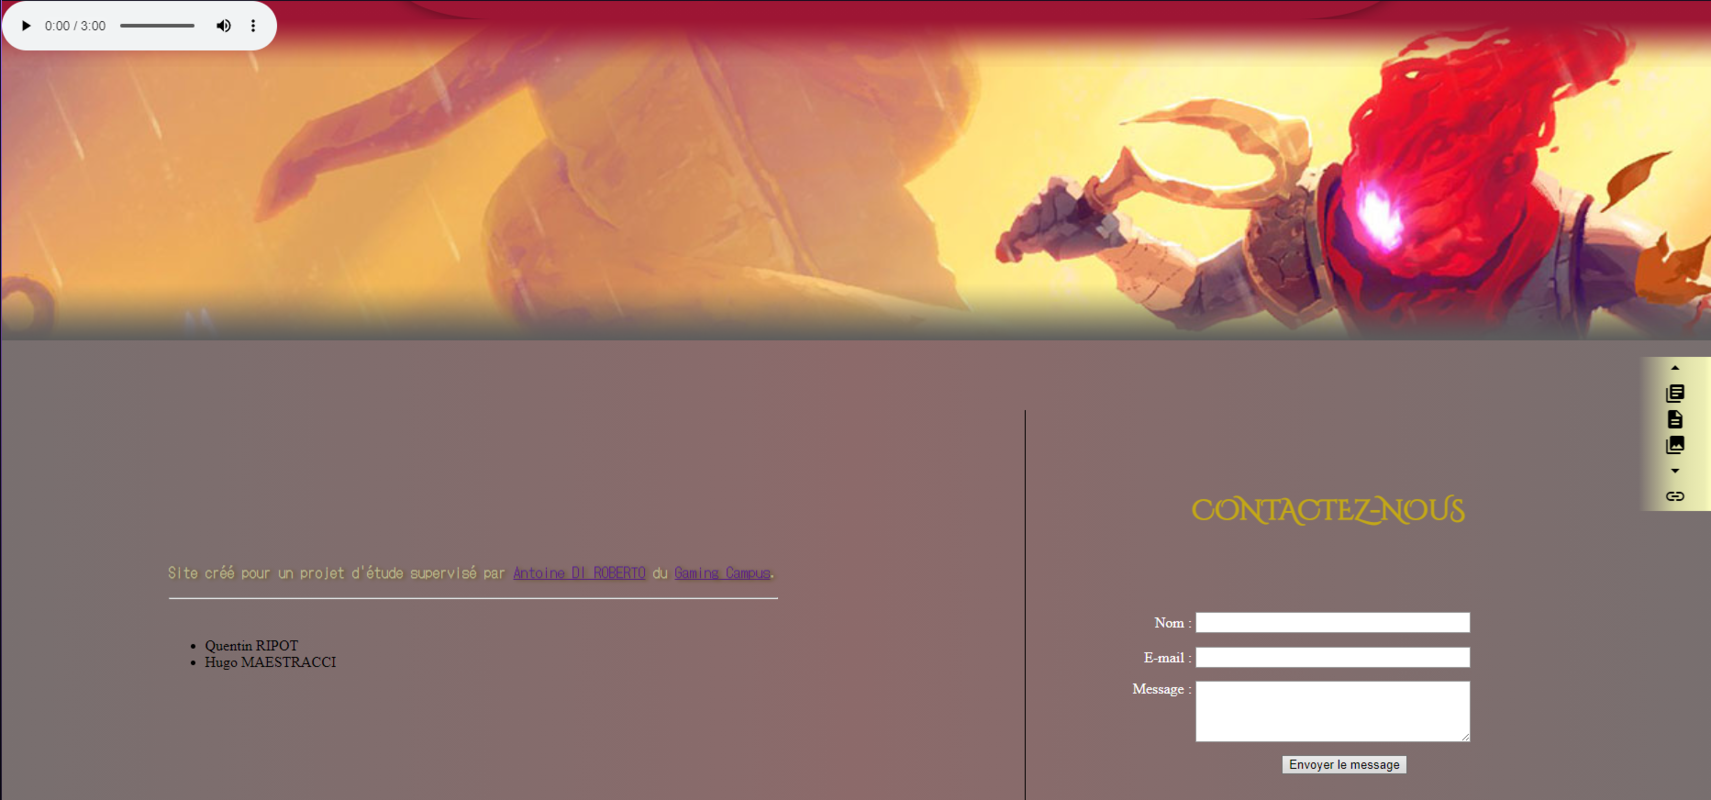 0:00 / 3:00
CONTACTEZ-NOUS
Site créé pour un projet d'étude supervisé par Antoine DI ROBERTO du Gaming Campus.
Nom :
Quentin RIPOT
E-mail :
Hugo MAESTRACCI
Message :
Envoyer le message